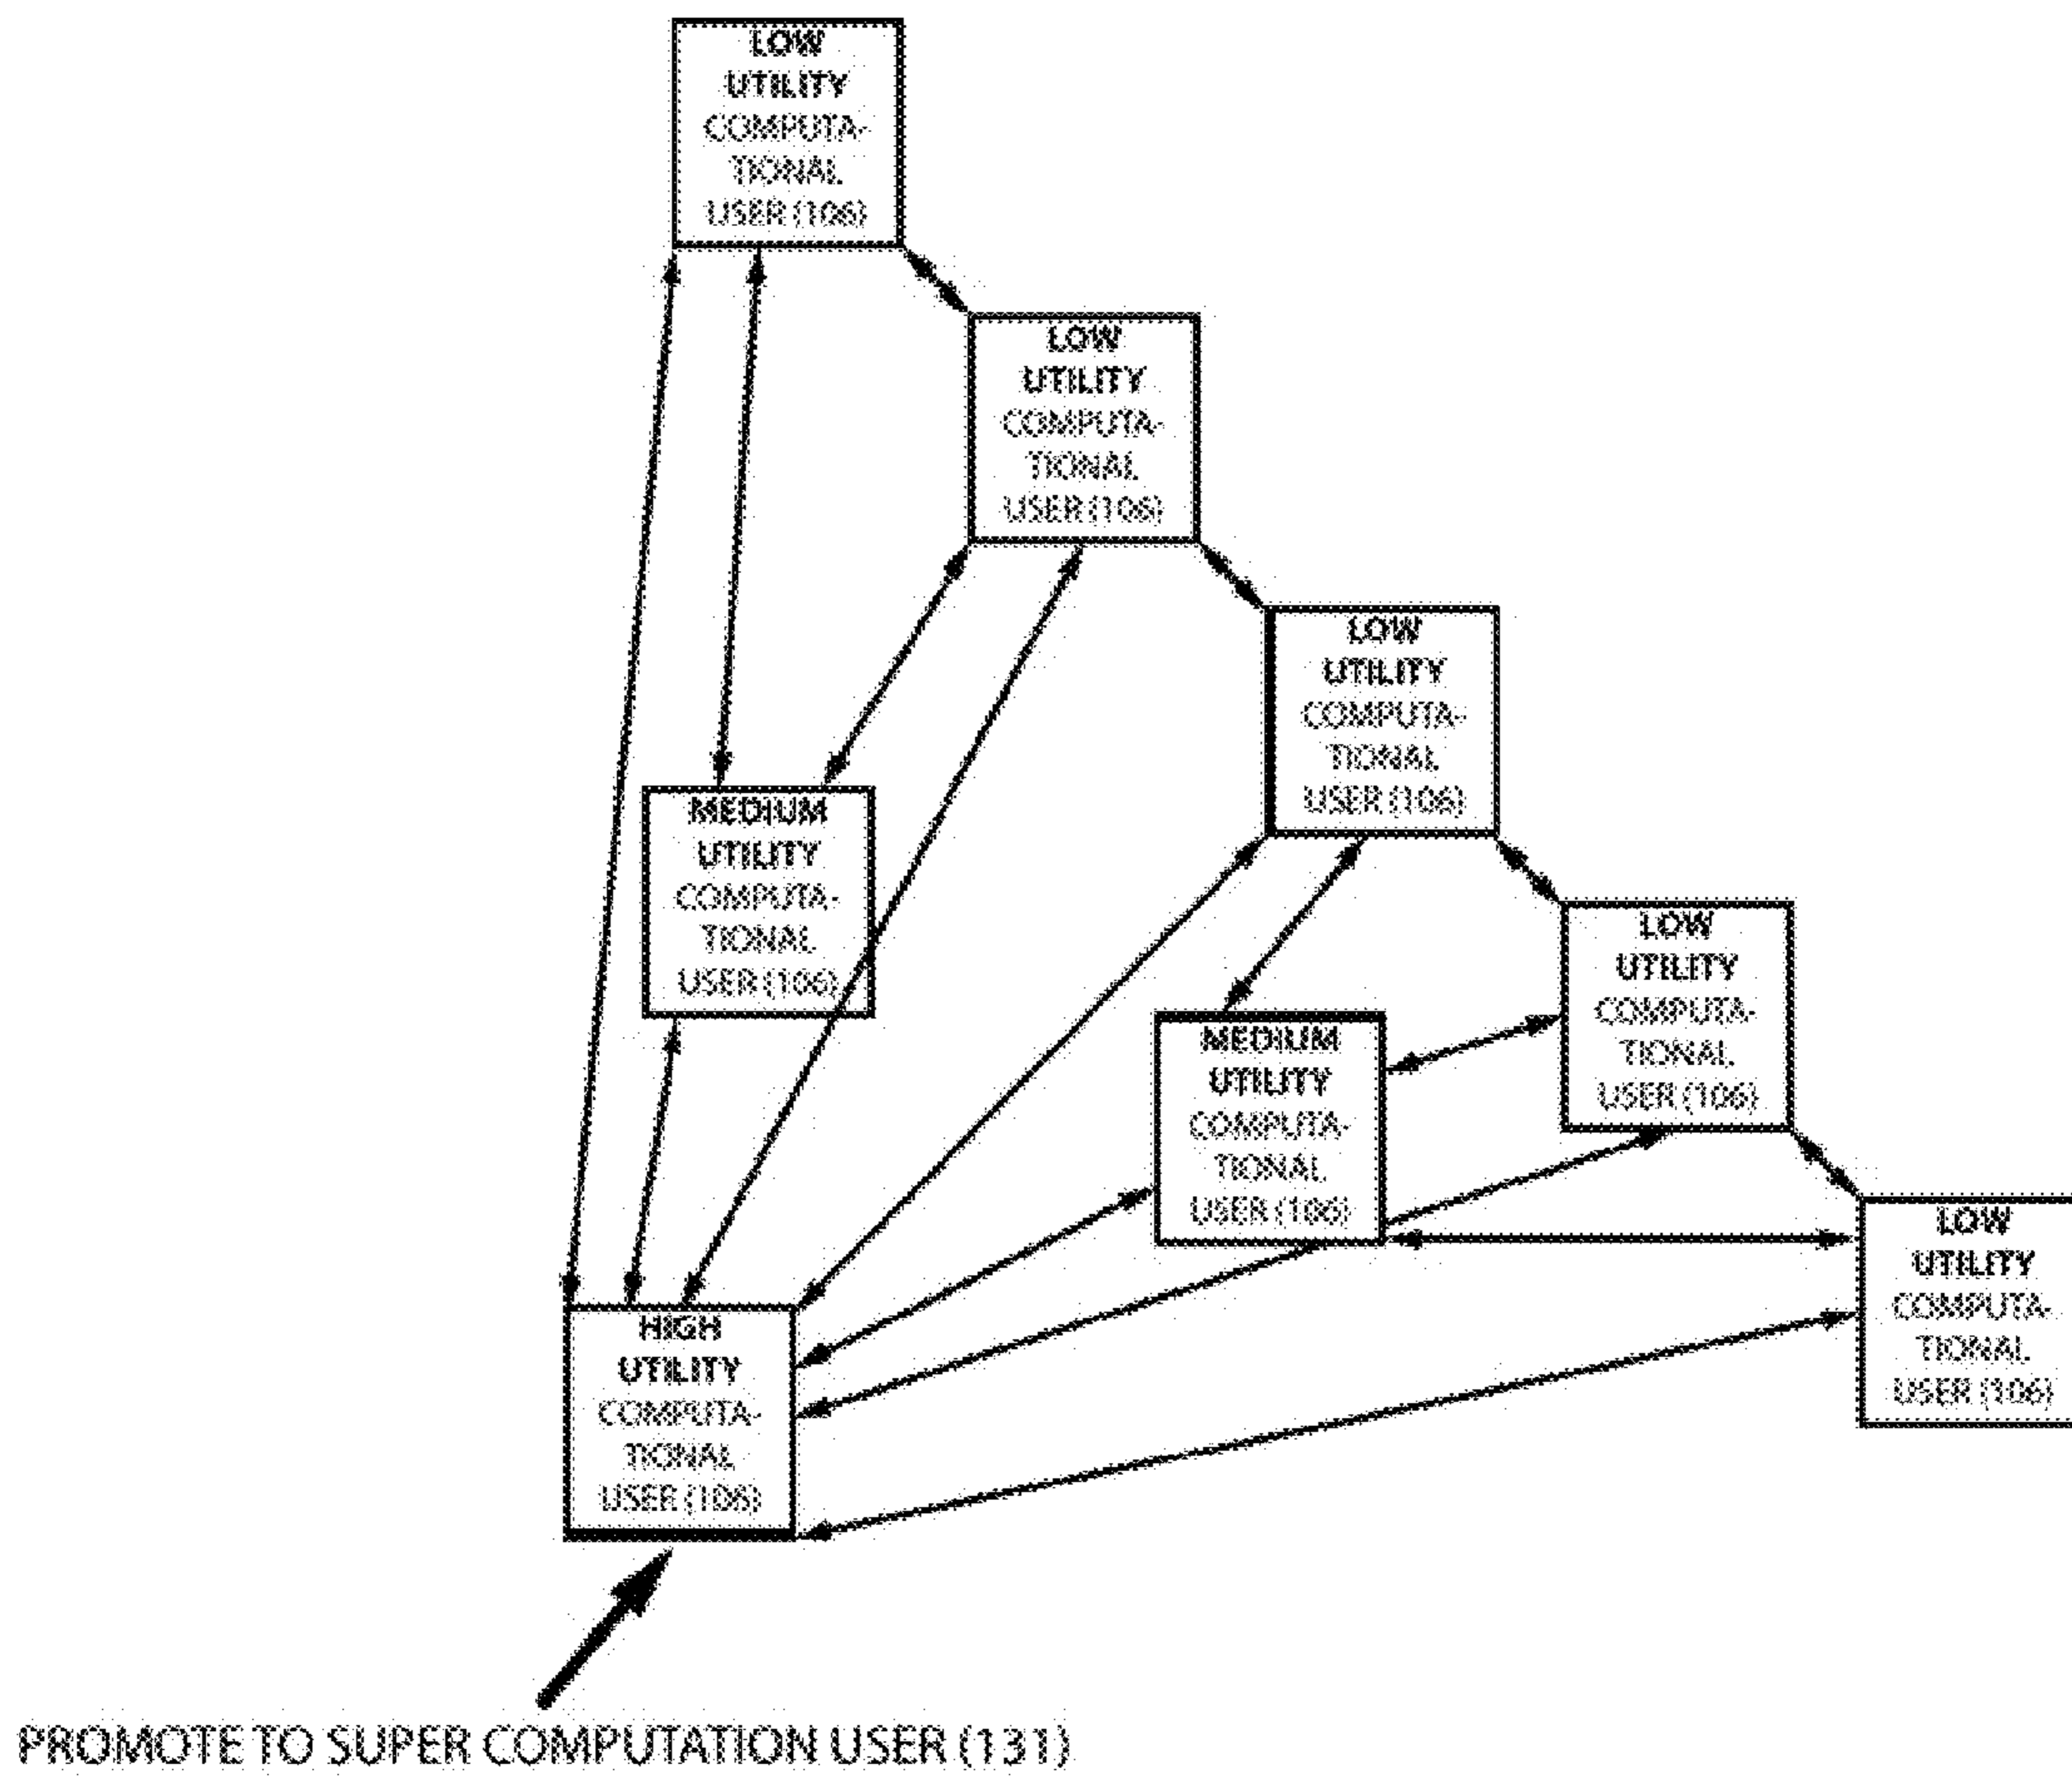 LOW
UTILITY
COMPUTA-
TIONAL
USER (106)
LOW
UTILITY
COMPUTA-
TIONAL
USER (106)
LOW
UTILITY
COMPUTA-
TIONAL
USER (106)
MEDIUM
UTILITY
COMPUTA-
TIONAL
USER (106)
LOW
UTILITY
COMPUTA-
TIONAL
USER (106)
MEDIUM
UTILITY
COMPUTA-
TIONAL
USER (106)
LOW
UTILITY
COMPUTA-
TIONAL
USER (106)
HIGH
UTILITY
COMPUTA-
TIONAL
USER (106)
PROMOTE TO SUPER COMPUTATION USER (131)